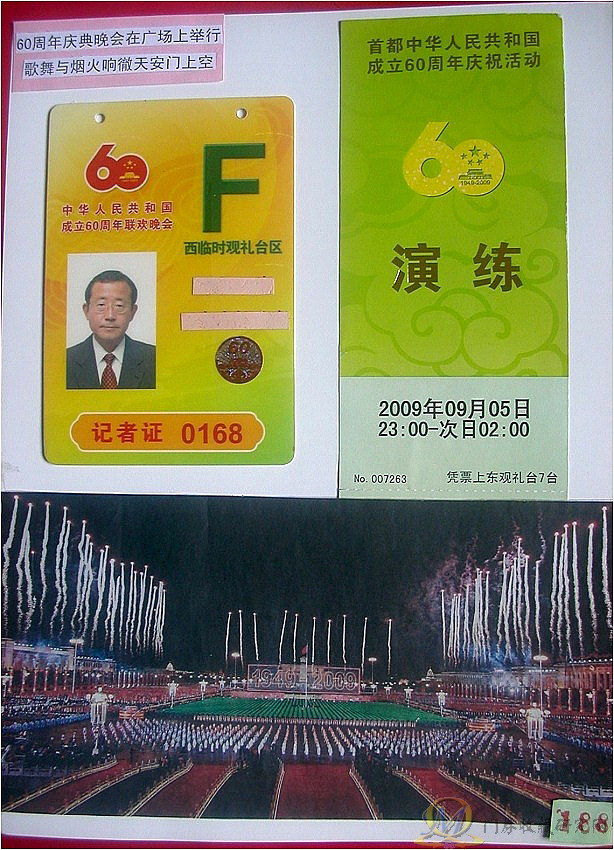 60周年庆典晚会在广场上举行
歌舞与烟火响徹天安门上空
60
中华人民共和国
成立60周年联欢晚会
F
西临时观礼台区
60
记者证 0168
首都中华人民共和国
成立60周年庆祝活动
60
1949-2009
演练
2009年09月05日
23:00-次日02:00
No.007263
凭票上东观礼台7台
1949-2009
188